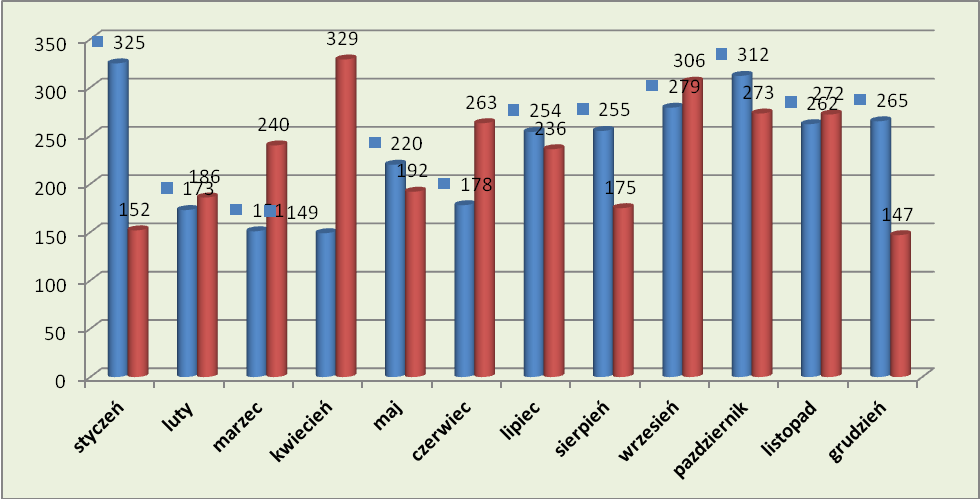 350
300
250
200
150
100
50
0
325
152
173
186
240
149
329
220
192
178
263
254
236
255
175
279
306
312
273
262
272
265
147
styczeń
luty
marzec
kwiecień
maj
czerwiec
lipiec
sierpień
wrzesień
pazdziernik
listopad
grudzień